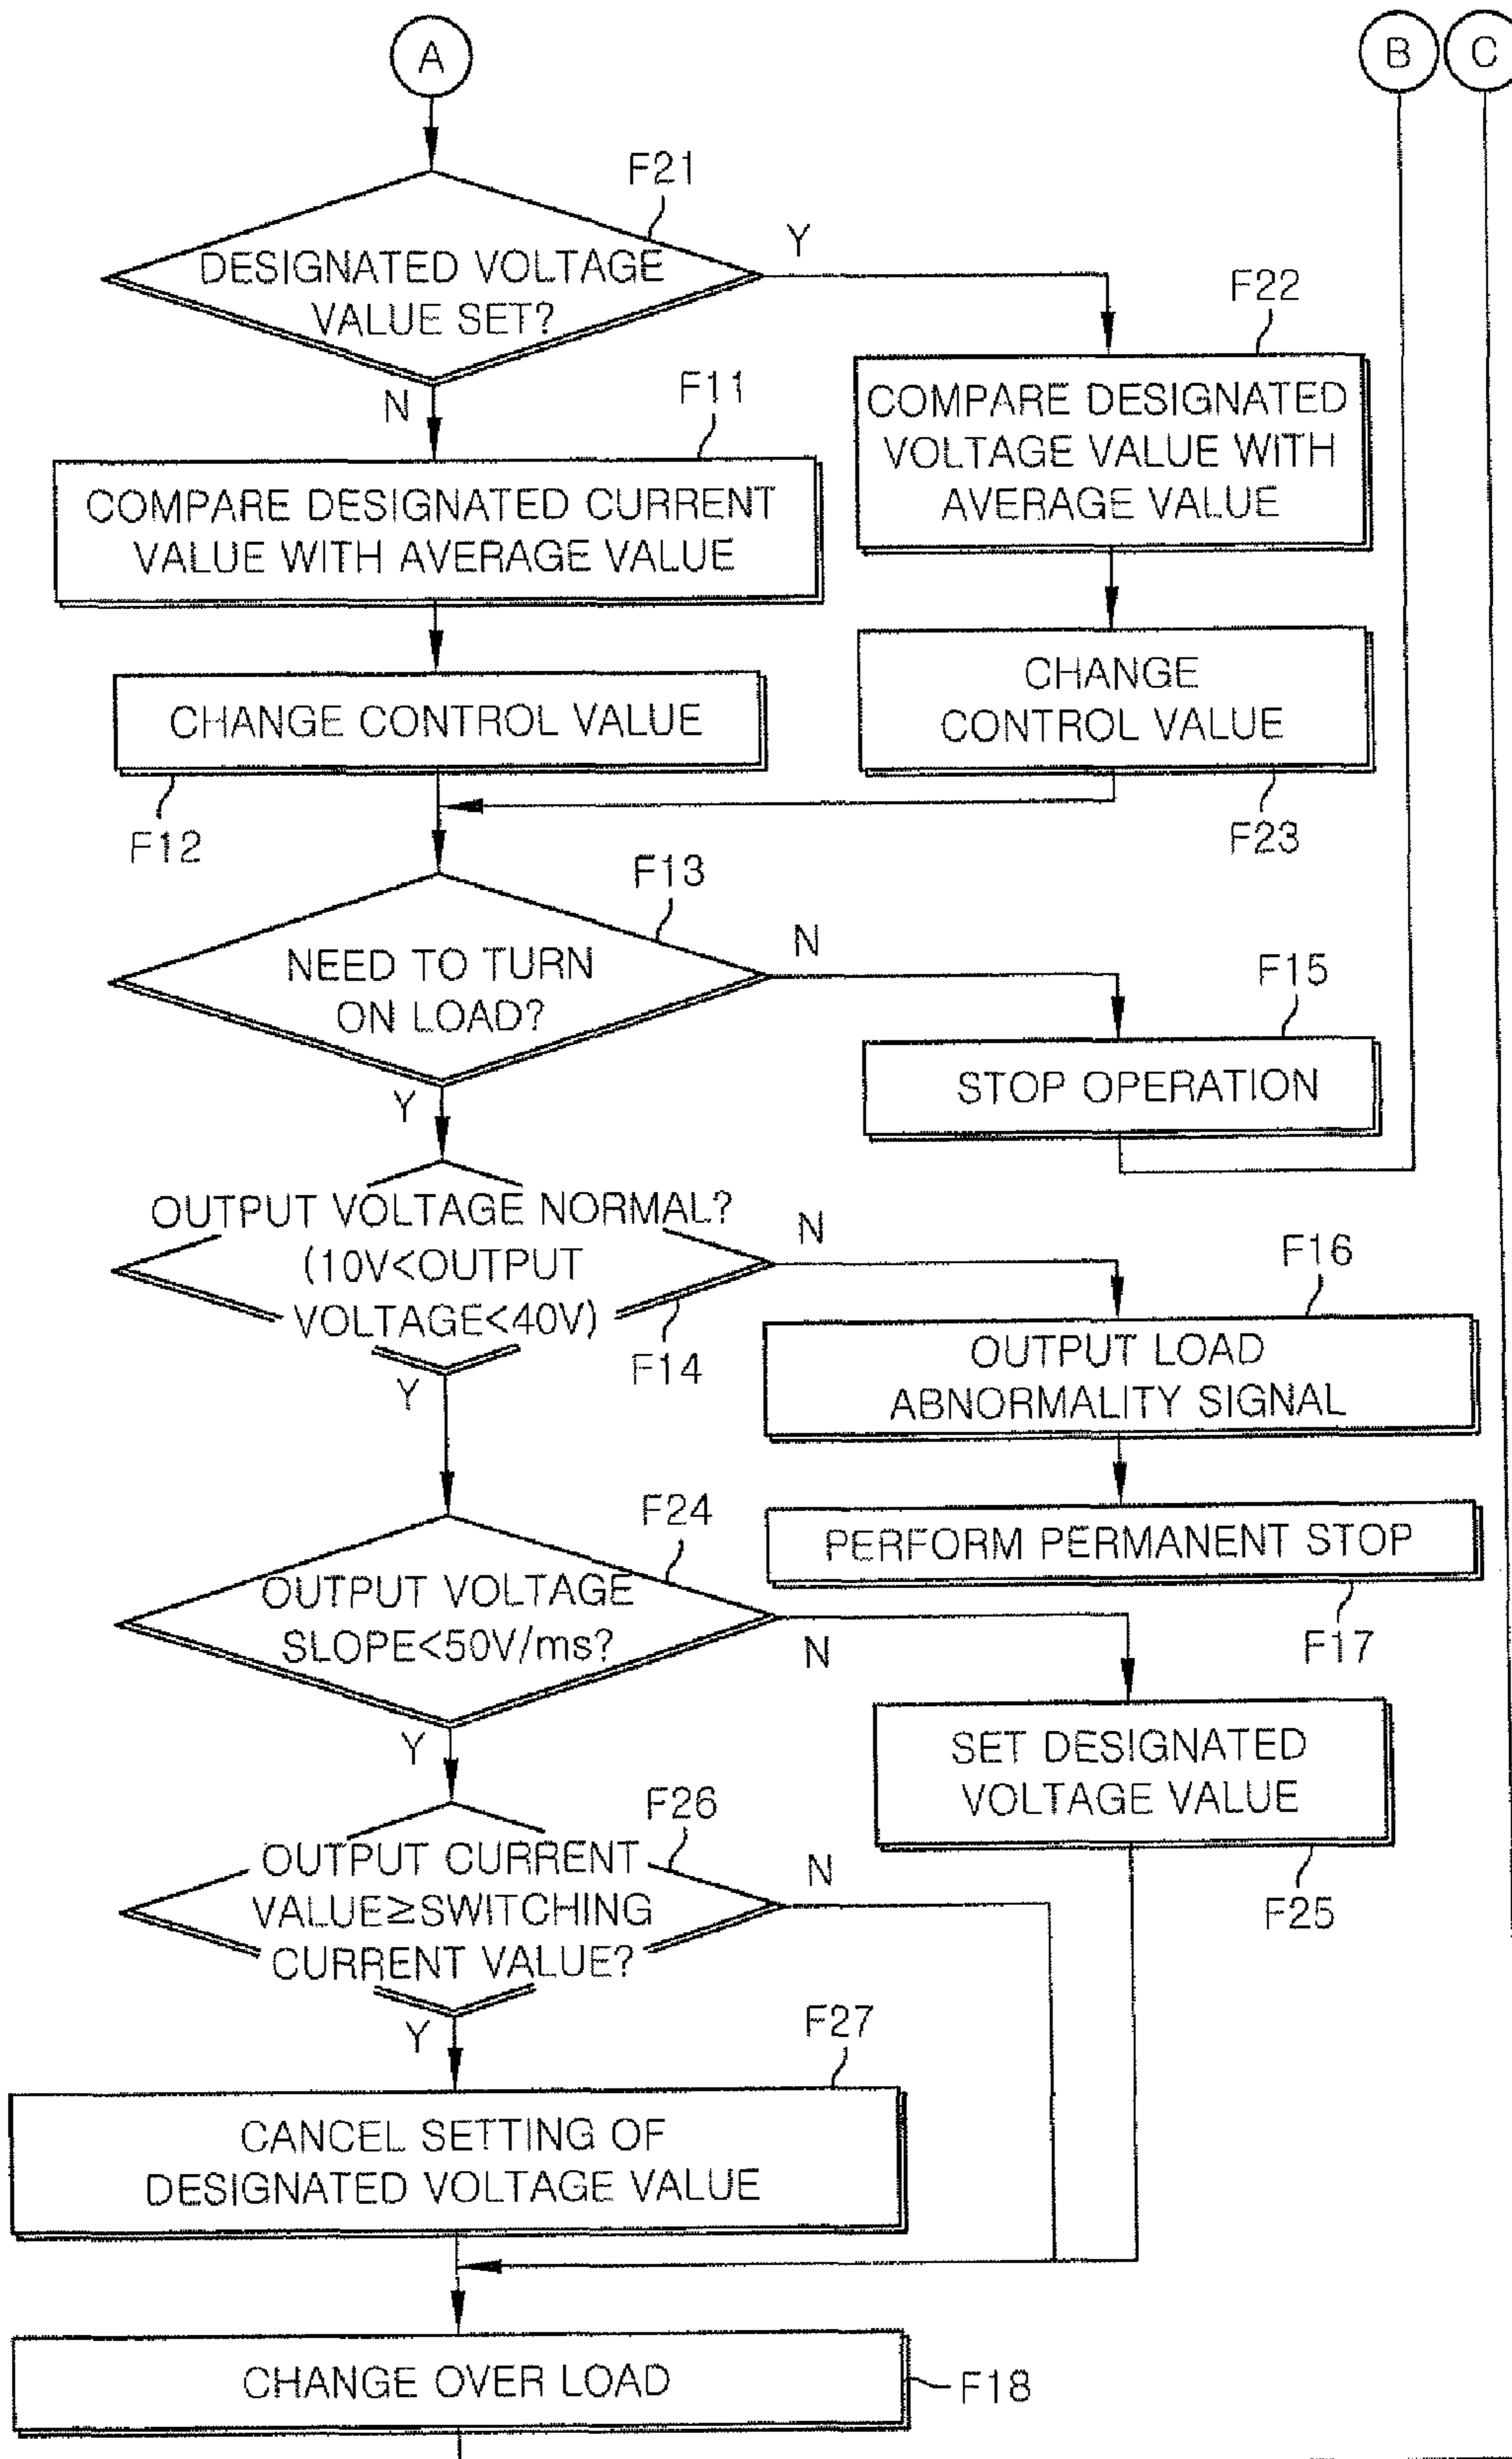 A
B
C
F21
DESIGNATED VOLTAGE
VALUE SET?
Y
N
F22
COMPARE DESIGNATED
VOLTAGE VALUE WITH
AVERAGE VALUE
F11
COMPARE DESIGNATED CURRENT
VALUE WITH AVERAGE VALUE
CHANGE CONTROL VALUE
F12
CHANGE
CONTROL VALUE
F23
F13
NEED TO TURN
ON LOAD?
N
Y
F15
STOP OPERATION
OUTPUT VOLTAGE NORMAL?
(10V<OUTPUT
VOLTAGE<40V)
N
F14
Y
F16
OUTPUT LOAD
ABNORMALITY SIGNAL
PERFORM PERMANENT STOP
F17
F24
OUTPUT VOLTAGE
SLOPE<50V/ms?
N
Y
SET DESIGNATED
VOLTAGE VALUE
F25
F26
OUTPUT CURRENT
VALUE≥SWITCHING
CURRENT VALUE?
N
Y
F27
CANCEL SETTING OF
DESIGNATED VOLTAGE VALUE
CHANGE OVER LOAD
F18